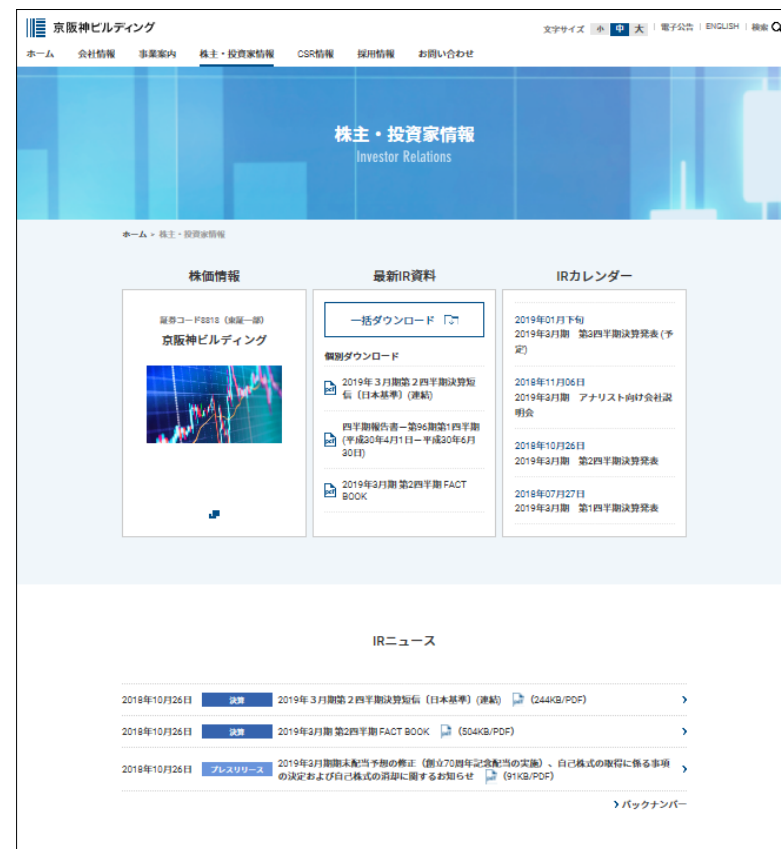 京阪神ビルディング
文字サイズ 小 中 大 電子公告 ENGLISH 検索
ホーム 会社情報 事業案内 株主・投資家情報 CSR情報 採用情報 お問い合わせ
株主・投資家情報
Investor Relations
ホーム » 株主・投資家情報
株価情報
証券コード8818（東証一部）
京阪神ビルディング
最新IR資料
一括ダウンロード
個別ダウンロード
2019年３月期第２四半期決算短
信〔日本基準〕(連結)
四半期報告書－第96期第1四半期
(平成30年4月1日－平成30年6月
30日)
2019年3月期 第2四半期 FACT
BOOK
IRカレンダー
2019年01月下旬
2019年3月期　第3四半期決算発表 (予
定)
2018年11月06日
2019年3月期　アナリスト向け会社説
明会
2018年10月26日
2019年3月期　第2四半期決算発表
2018年07月27日
2019年3月期　第1四半期決算発表
IRニュース
2018年10月26日 決算 2019年３月期第２四半期決算短信〔日本基準〕(連結) （244KB/PDF）
2018年10月26日 決算 2019年3月期 第2四半期 FACT BOOK （504KB/PDF）
2018年10月26日 プレスリリース 2019年3月期期末配当予想の修正（創立70周年記念配当の実施）、自己株式の取得に係る事項
の決定および自己株式の消却に関するお知らせ （91KB/PDF）
バックナンバー